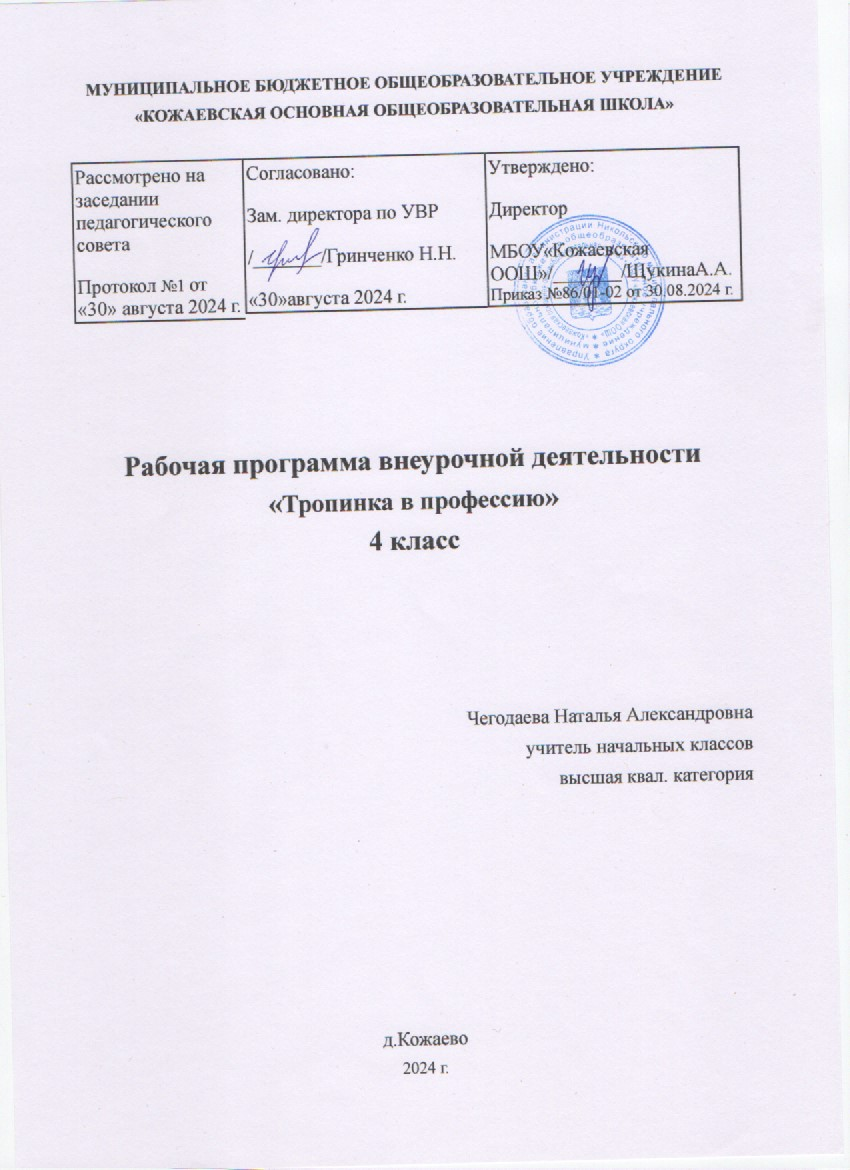 МУНИЦИПАЛЬНОЕ БЮДЖЕТНОЕ ОБЩЕОБРАЗОВАТЕЛЬНОЕ УЧРЕЖДЕНИЕ
«КОЖАЕВСКАЯ ОСНОВНАЯ ОБЩЕОБРАЗОВАТЕЛЬНАЯ ШКОЛА»
Рассмотрено на
заседании
педагогического
совета
Протокол №1 от
«30» августа 2024 г.
Согласовано:
Зам. директора по УВР
/_______/Гринченко Н.Н.
«30»августа 2024 г.
Утверждено:
Директор
МБОУ«Кожаевская
ООШ»/_______/ЩукинаА.А.
Приказ №86/01-02 от 30.08.2024 г.
Рабочая программа внеурочной деятельности
«Тропинка в профессию»
4 класс
Чегодаева Наталья Александровна
учитель начальных классов
высшая квал. категория
д.Кожаево
2024 г.